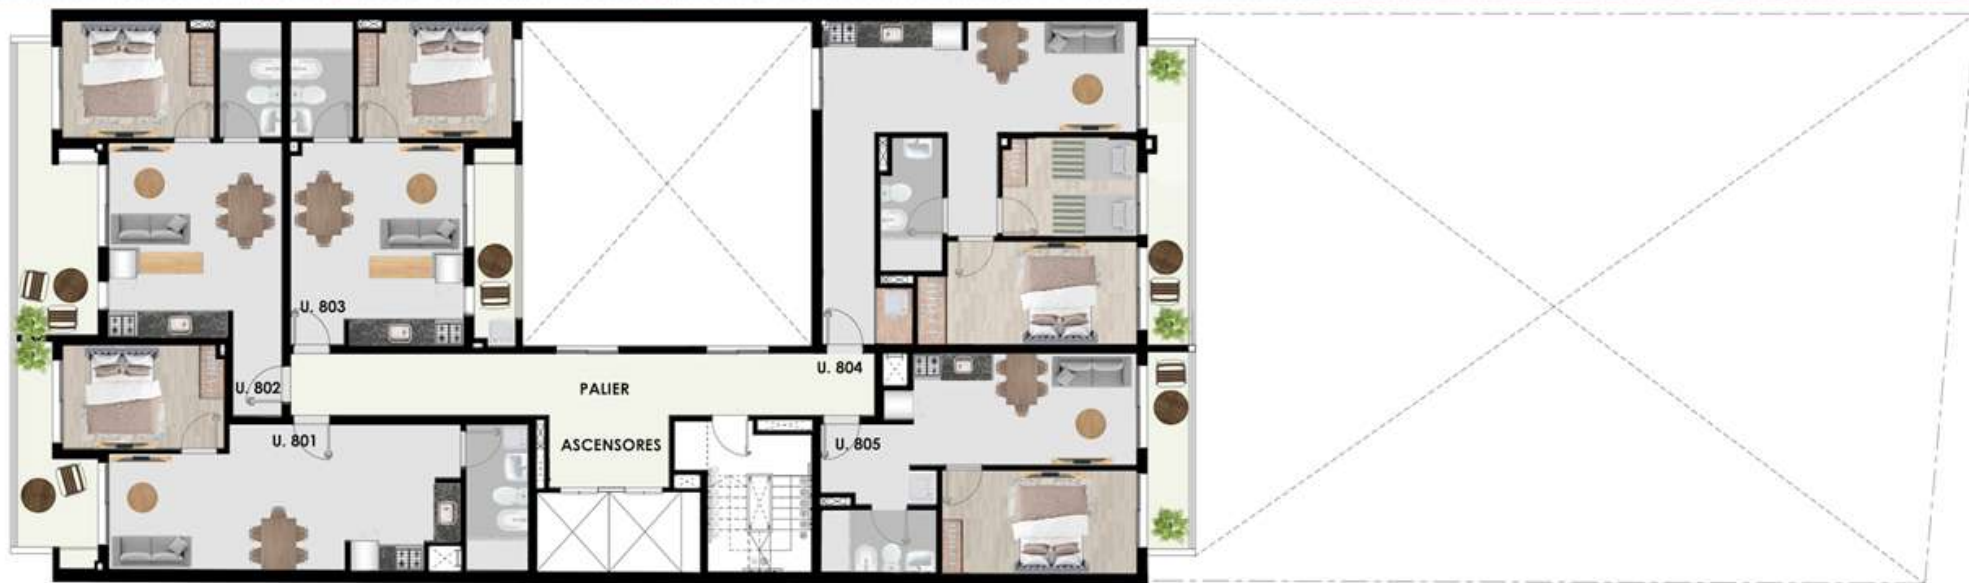 U. 803
U. 804
U. 802
PALIER
U. 801
ASCENSORES
U. 805